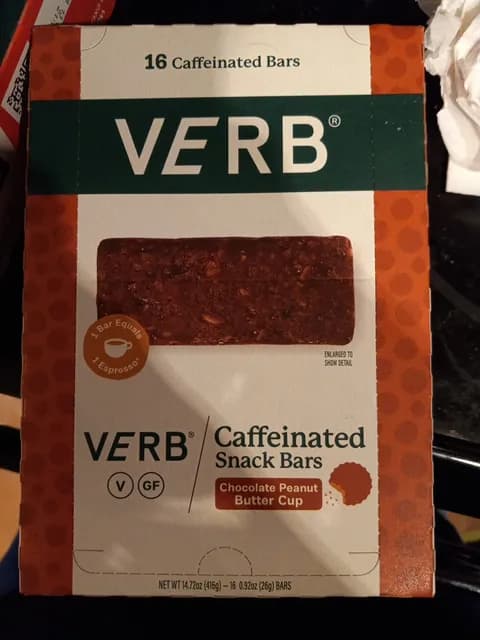 16 Caffeinated Bars
VERB®
1 Bar Equals
1 Espresso*
ENLARGED TO
SHOW DETAIL
VERB®
V GF
Caffeinated
Snack Bars
Chocolate Peanut
Butter Cup
NET WT 14.72oz (416g) — 16 0.92oz (26g) BARS